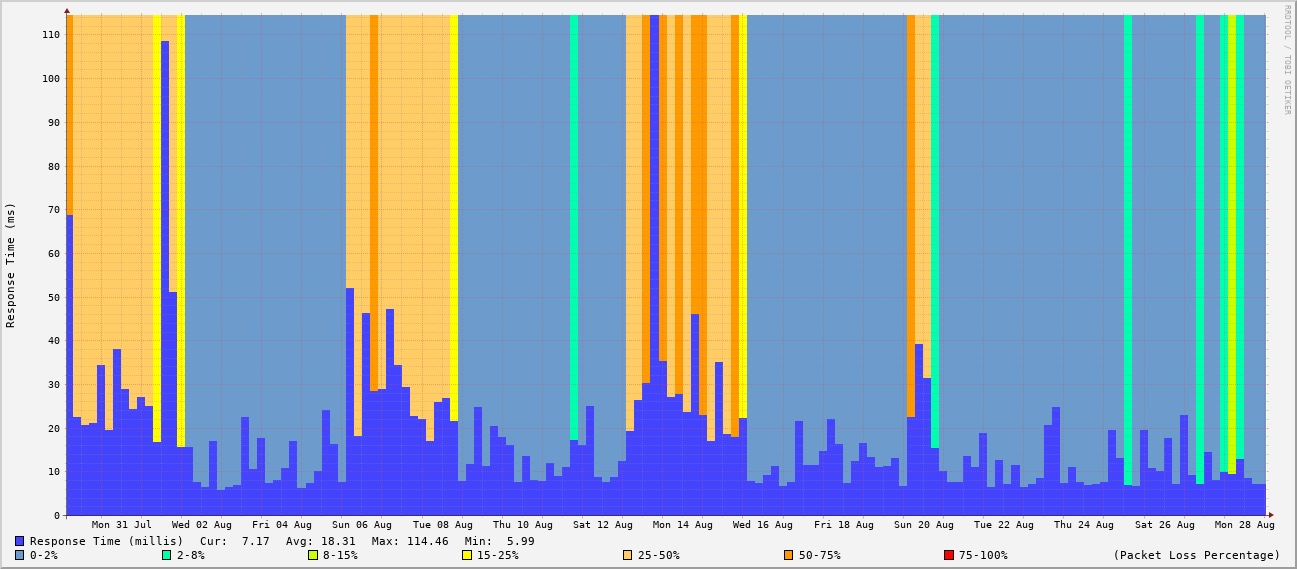 RRDTOOL / TOBI OETIKER
Response Time (ms)
110
100
90
80
70
60
50
40
30
20
10
0
Mon 31 Jul Wed 02 Aug Fri 04 Aug Sun 06 Aug Tue 08 Aug Thu 10 Aug Sat 12 Aug Mon 14 Aug Wed 16 Aug Fri 18 Aug Sun 20 Aug Tue 22 Aug Thu 24 Aug Sat 26 Aug Mon 28 Aug
Response Time (millis) Cur: 7.17 Avg: 18.31 Max: 114.46 Min: 5.99
0-2% 2-8% 8-15% 15-25% 25-50% 50-75% 75-100% (Packet Loss Percentage)